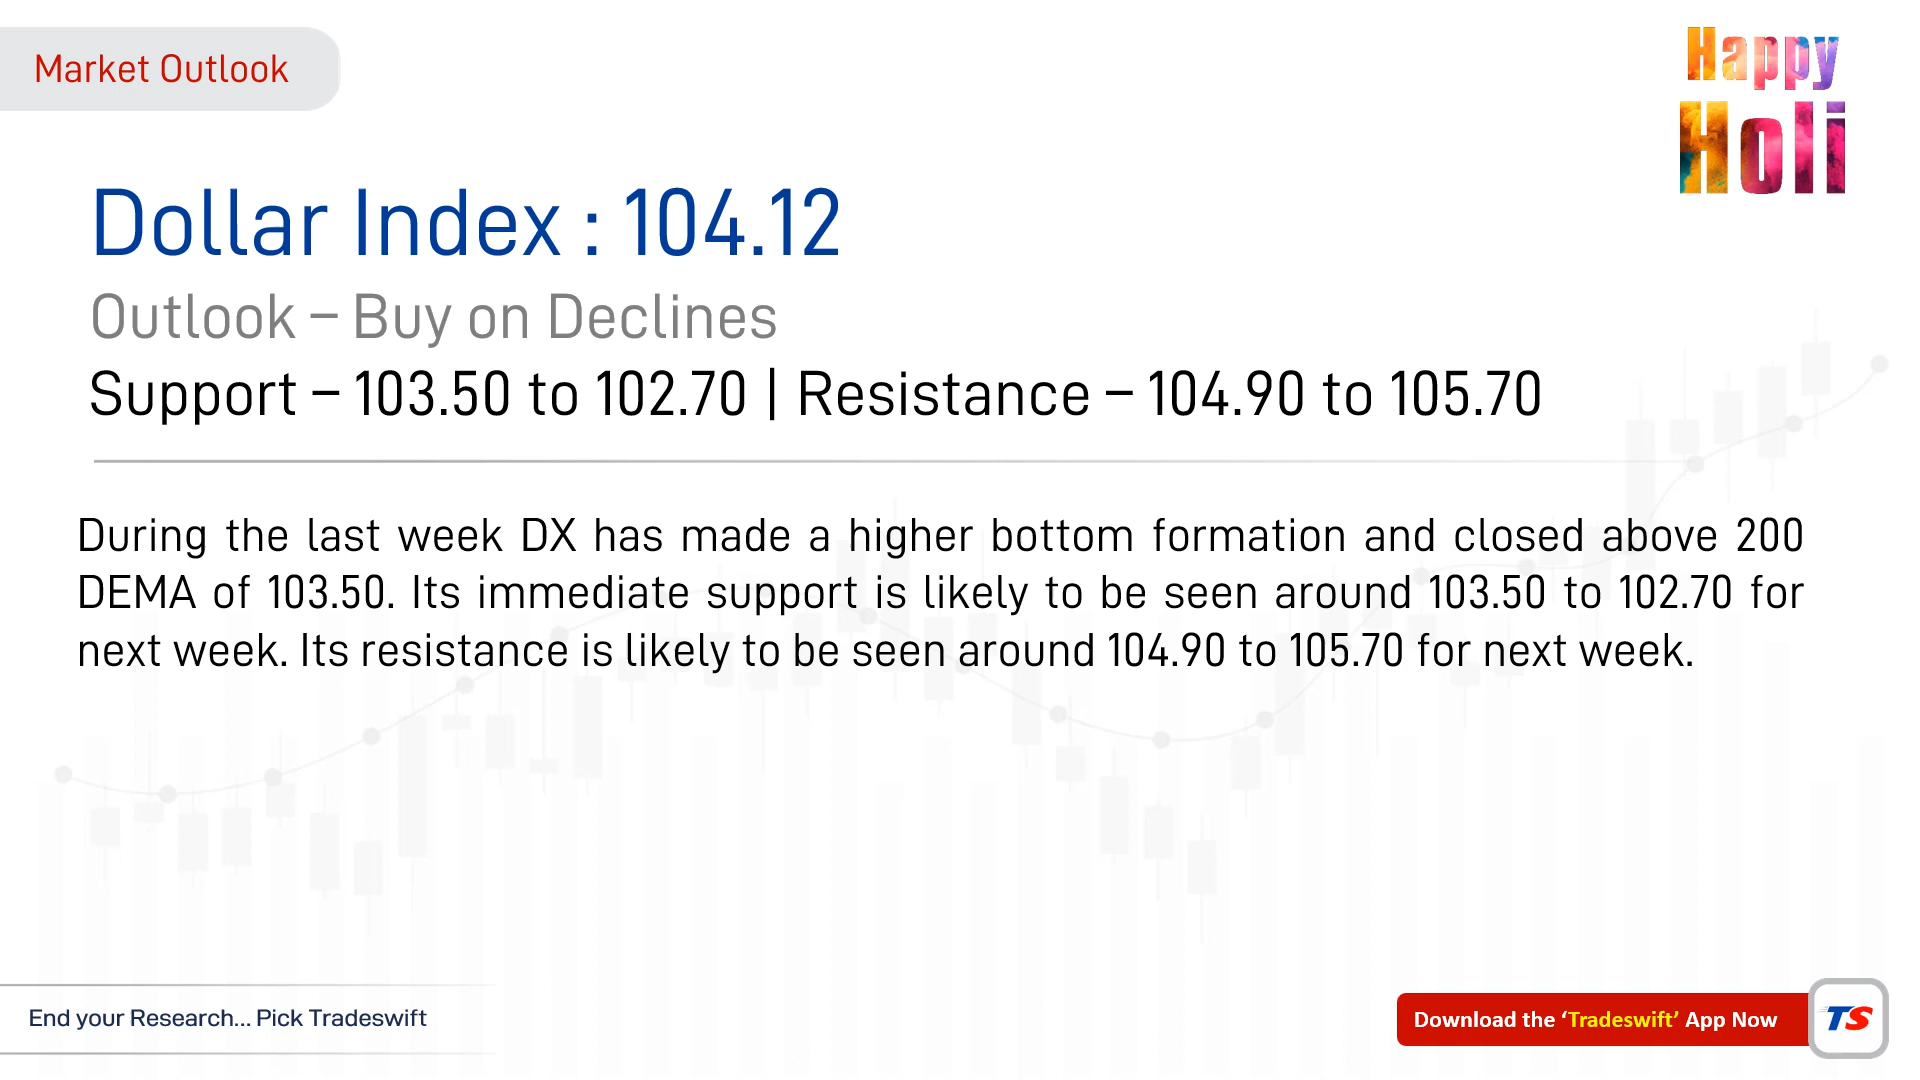 Market Outlook
Happy
Holi
Dollar Index : 104.12
Outlook – Buy on Declines
Support – 103.50 to 102.70 | Resistance – 104.90 to 105.70
During the last week DX has made a higher bottom formation and closed above 200
DEMA of 103.50. Its immediate support is likely to be seen around 103.50 to 102.70 for
next week. Its resistance is likely to be seen around 104.90 to 105.70 for next week.
End your Research... Pick Tradeswift
Download the ‘Tradeswift’ App Now
TS